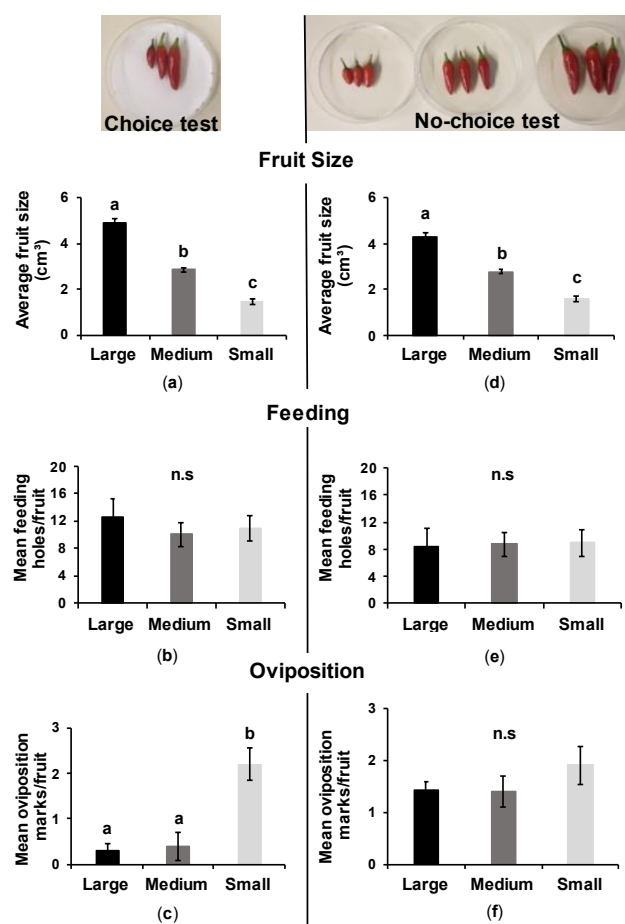 Choice test
No-choice test
Fruit Size
Average fruit size
(cm³)
6
4
2
0
a
b
c
Large Medium Small
(a)
Average fruit size
(cm³)
6
4
2
0
a
b
c
Large Medium Small
(d)
Feeding
Mean feeding
holes/fruit
20
16
12
8
4
0
n.s
Large Medium Small
(b)
Mean feeding
holes/fruit
20
16
12
8
4
0
n.s
Large Medium Small
(e)
Oviposition
Mean oviposition
marks/fruit
3
2
1
0
a
a
b
Large Medium Small
(c)
Mean oviposition
marks/fruit
3
2
1
0
n.s
Large Medium Small
(f)